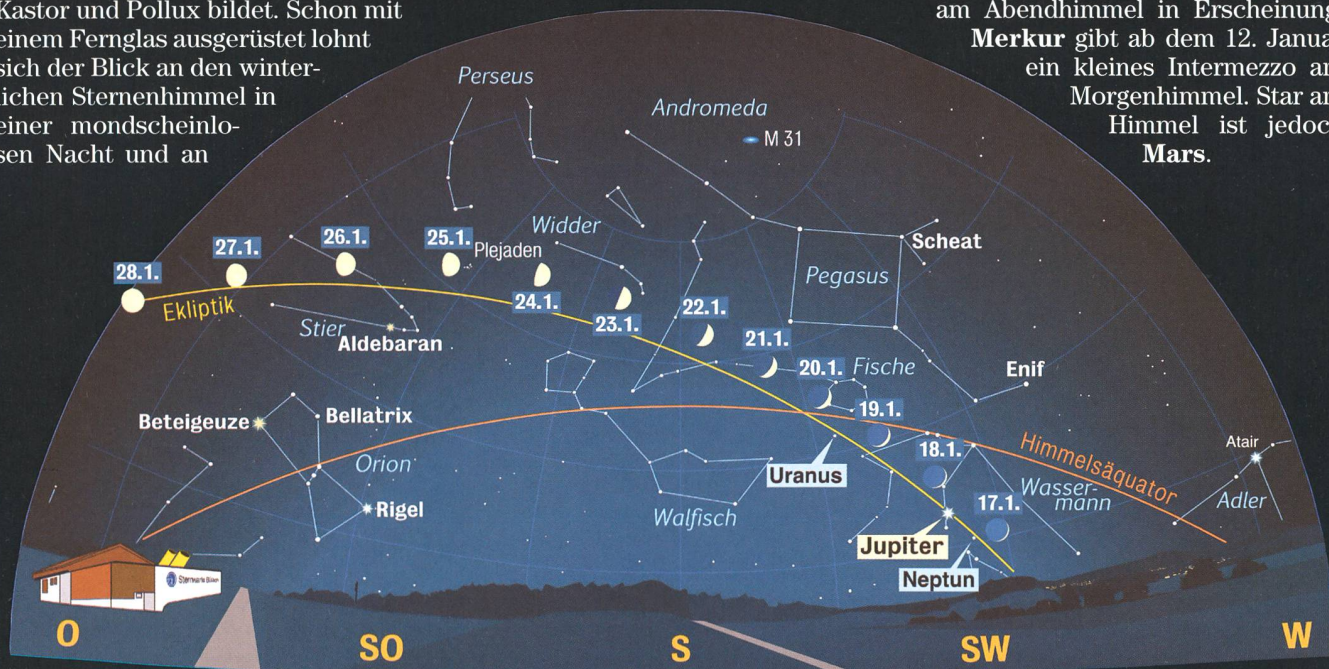 Kastor und Pollux bildet. Schon mit
einem Fernglas ausgerüstet lohnt
sich der Blick an den winter-
lichen Sternenhimmel in
einer mondscheinlo-
sen Nacht und an
am Abendhimmel in Erscheinung
Merkur gibt ab dem 12. Janua
ein kleines Intermezzo a
Morgenhimmel. Star a
Himmel ist jedoc
Mars.
Perseus
Andromeda
M 31
Widder
Scheat
Pegasus
28.1.
27.1.
26.1.
25.1.
Plejaden
24.1.
23.1.
22.1.
21.1.
20.1.
19.1.
18.1.
17.1.
Ekliptik
Stier
Aldebaran
Fische
Enif
Beteigeuze
Bellatrix
Orion
Rigel
Uranus
Walfisch
Himmelsäquator
Wasser-
mann
Atair
Adler
Jupiter
Neptun
Sternwarte Bülach
O
SO
S
SW
W